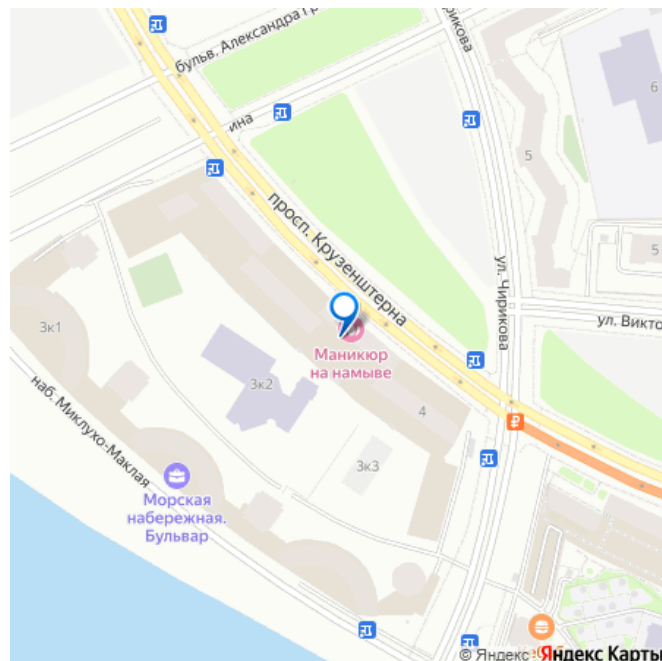 бульв. Александра Гр
ина
Чирикова
6
5
5
просп. Крузенштерна
ул. Чирикова
ул. Викто
3к1
Маникюр
на намыве
3к2
4
наб. Миклухо-Маклая
3к3
₽
Морская
набережная.
Бульвар
© Яндекс Яндекс Карты